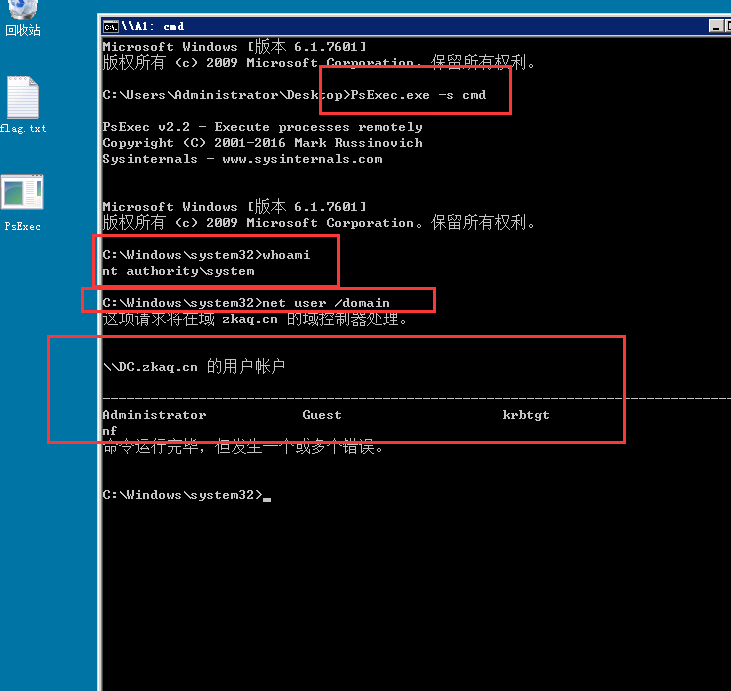 回收站
flag.txt
PsExec
\\A1: cmd
Microsoft Windows [版本 6.1.7601]
版权所有 (c) 2009 Microsoft Corporation。保留所有权利。
C:\Users\Administrator\Desktop>PsExec.exe -s cmd
PsExec v2.2 - Execute processes remotely
Copyright (C) 2001-2016 Mark Russinovich
Sysinternals - www.sysinternals.com
Microsoft Windows [版本 6.1.7601]
版权所有 (c) 2009 Microsoft Corporation。保留所有权利。
C:\Windows\system32>whoami
nt authority\system
C:\Windows\system32>net user /domain
这项请求将在域 zkaq.cn 的域控制器处理。
\\DC.zkaq.cn 的用户帐户
-------------------------------------------------------------------------------
Administrator Guest krbtgt
nf
命令运行完毕，但发生一个或多个错误。
C:\Windows\system32>_